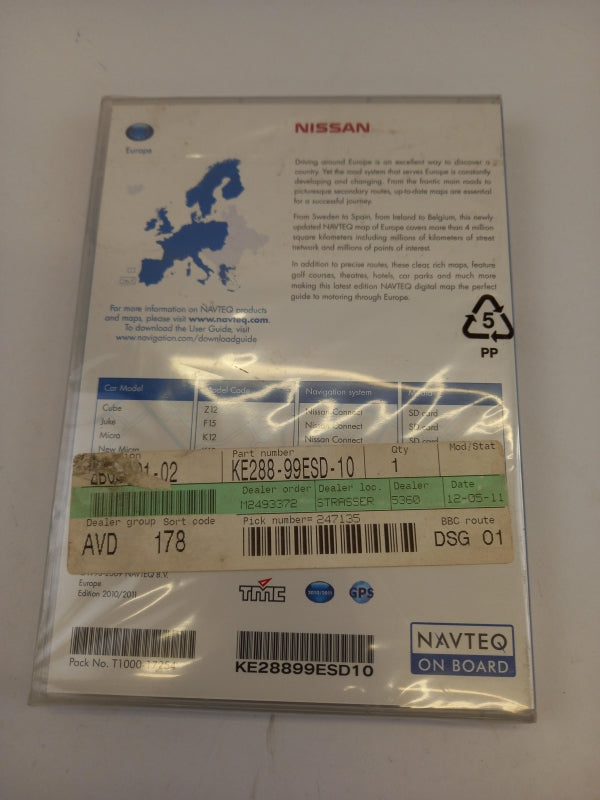 NISSAN
Europe
Driving around Europe is an excellent way to discover a
country. Yet the road system that serves Europe is constantly
developing and changing. From the frantic main roads to
picturesque secondary routes, up-to-date maps are essential
for a successful journey.
From Sweden to Spain, from Ireland to Belgium, this newly
updated NAVTEQ map of Europe covers more than 4 million
square kilometers including millions of kilometers of street
network and millions of points of interest.
In addition to precise routes, these clear, rich maps, feature
golf courses, theatres, hotels, car parks and much more
making this latest edition NAVTEQ digital map the perfect
guide to motoring through Europe.
For more information on NAVTEQ products
and maps, please visit www.navteq.com.
To download the User Guide, visit
www.navigation.com/downloadguide
5
PP
Car Model Model Code Navigation system
Cube Z12 Nissan Connect SD card
Juke F15 Nissan Connect SD card
Micra K12 Nissan Connect SD card
New Micra
Part number Qty Mod/Stat
01-02 KE288-99ESD-10 1
Dealer order Dealer loc. Dealer Date
M2493372 STRASSER 5360 12-05-11
Dealer group Sort code Pick number= 247135 BBC route
AVD 178 DSG 01
NAVTEQ B.V.
Europe
Edition 2010/2011
TMC 2010/2011 GPS
NAVTEQ
ON BOARD
Pack No. T1000
KE28899ESD10